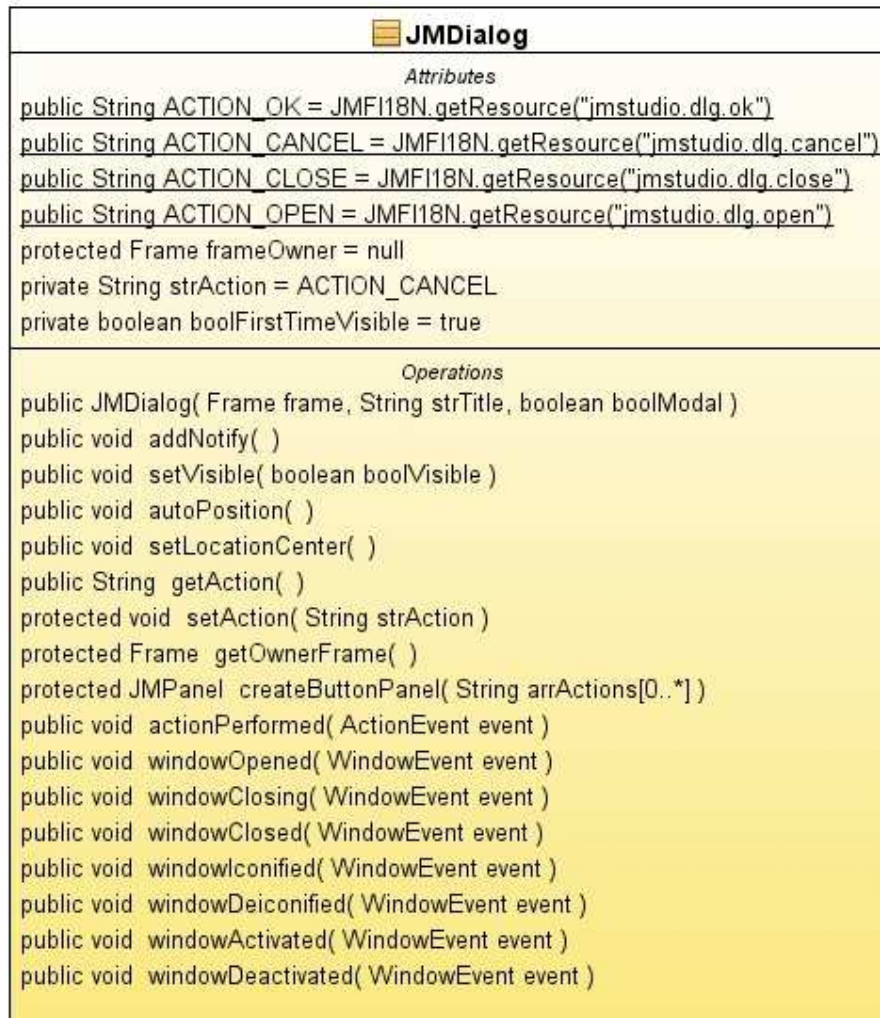 JMDialog
Attributes
public String ACTION_OK = JMFI18N.getResource("jmstudio.dlg.ok")
public String ACTION_CANCEL = JMFI18N.getResource("jmstudio.dlg.cancel")
public String ACTION_CLOSE = JMFI18N.getResource("jmstudio.dlg.close")
public String ACTION_OPEN = JMFI18N.getResource("jmstudio.dlg.open")
protected Frame frameOwner = null
private String strAction = ACTION_CANCEL
private boolean boolFirstTimeVisible = true
Operations
public JMDialog( Frame frame, String strTitle, boolean boolModal )
public void addNotify( )
public void setVisible( boolean boolVisible )
public void autoPosition( )
public void setLocationCenter( )
public String getAction( )
protected void setAction( String strAction )
protected Frame getOwnerFrame( )
protected JMPanel createButtonPanel( String arrActions[0..*] )
public void actionPerformed( ActionEvent event )
public void windowOpened( WindowEvent event )
public void windowClosing( WindowEvent event )
public void windowClosed( WindowEvent event )
public void windowIconified( WindowEvent event )
public void windowDeiconified( WindowEvent event )
public void windowActivated( WindowEvent event )
public void windowDeactivated( WindowEvent event )